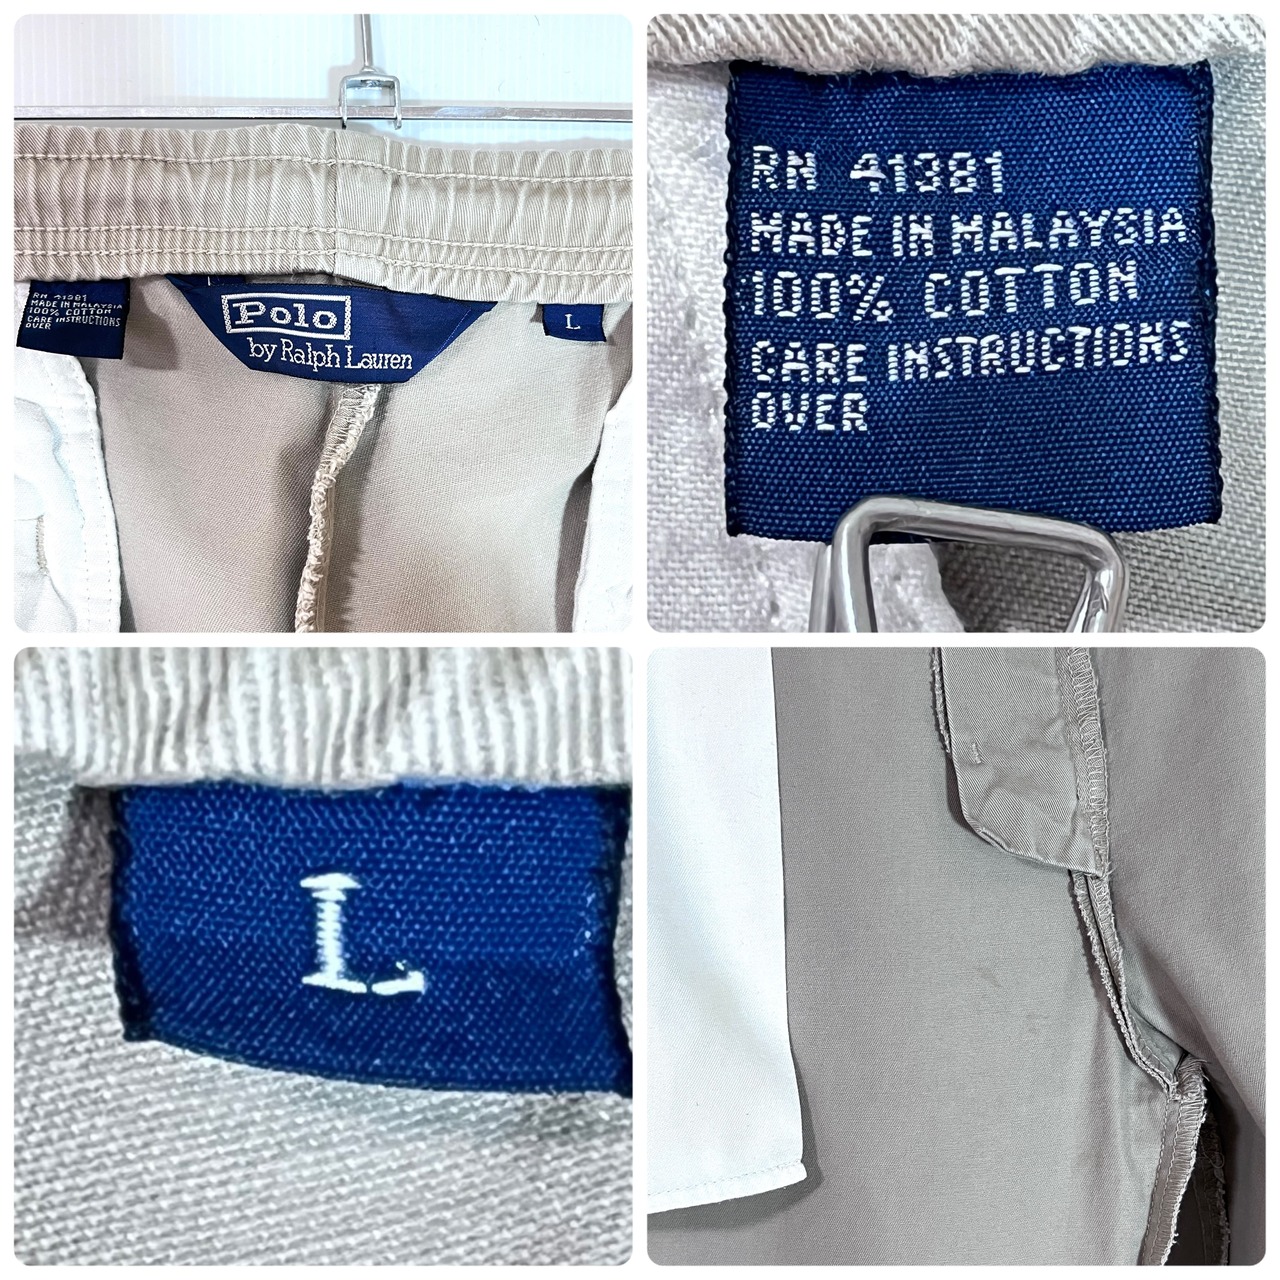 RN 41381
MADE IN MALAYSIA
100% COTTON
CARE INSTRUCTIONS
OVER
Polo
by Ralph Lauren
L
RN 41381
MADE IN MALAYSIA
100% COTTON
CARE INSTRUCTIONS
OVER
L